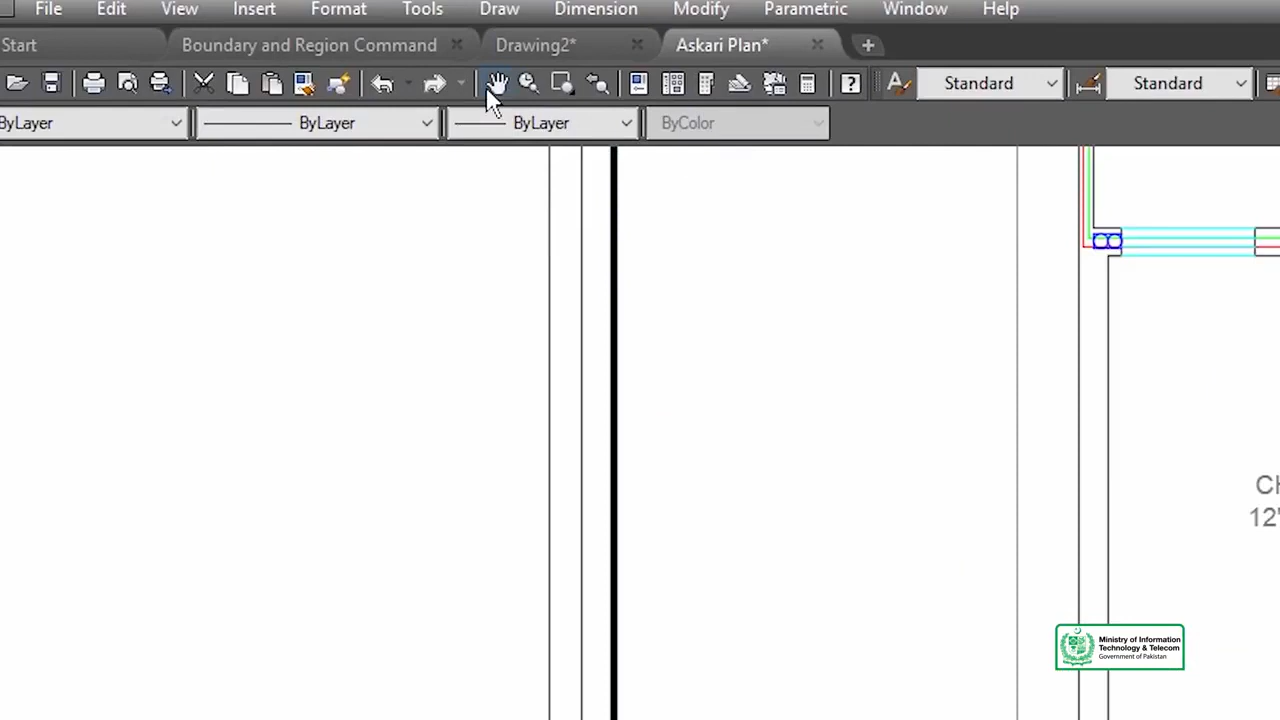 File Edit View Insert Format Tools Draw Dimension Modify Parametric Window Help
Start Boundary and Region Command Drawing2* Askari Plan*
Standard Standard
ByLayer ByLayer ByLayer ByColor
12'
Ministry of Information
Technology & Telecom
Government of Pakistan